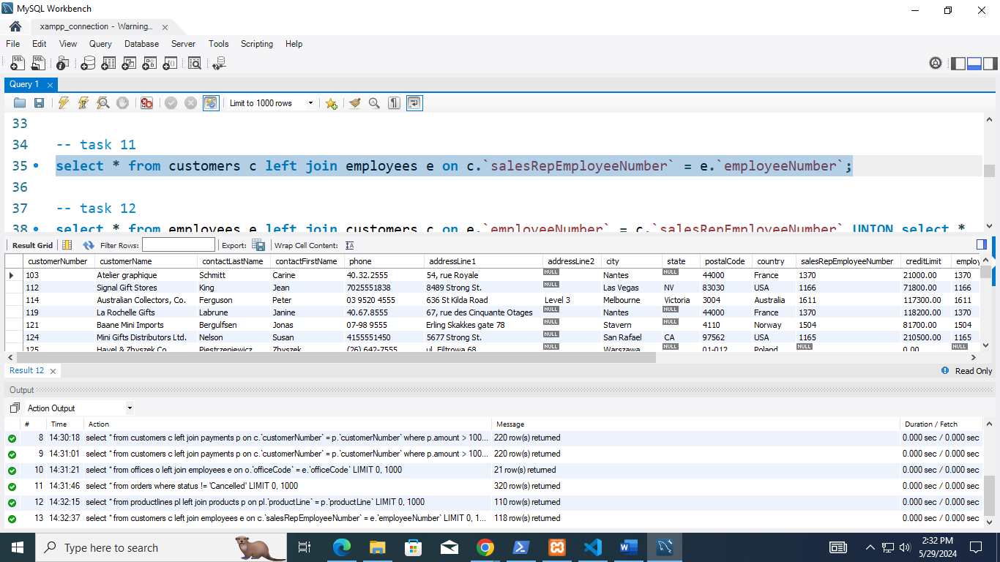 MySQL Workbench
xampp_connection - Warning...
File Edit View Query Database Server Tools Scripting Help
Query 1
Limit to 1000 rows
33
34 -- task 11
35 select * from customers c left join employees e on c.`salesRepEmployeeNumber` = e.`employeeNumber`;
36
37 -- task 12
38 select * from employees e left join customers c on e.`employeeNumber` = c.`salesRepEmployeeNumber` UNION select *
Result Grid Filter Rows: Export: Wrap Cell Content:
customerNumber customerName contactLastName contactFirstName phone addressLine1 addressLine2 city state postalCode country salesRepEmployeeNumber creditLimit employ
103 Atelier graphique Schmitt Carine 40.32.2555 54, rue Royale NULL Nantes NULL 44000 France 1370 21000.00 1370
112 Signal Gift Stores King Jean 7025551838 8489 Strong St. NULL Las Vegas NV 83030 USA 1166 71800.00 1166
114 Australian Collectors, Co. Ferguson Peter 03 9520 4555 636 St Kilda Road Level 3 Melbourne Victoria 3004 Australia 1611 117300.00 1611
119 La Rochelle Gifts Labrune Janine 40.67.8555 67, rue des Cinquante Otages NULL Nantes NULL 44000 France 1370 118200.00 1370
121 Baane Mini Imports Bergulfsen Jonas 07-98 9555 Erling Skakkes gate 78 NULL Stavern NULL 4110 Norway 1504 81700.00 1504
124 Mini Gifts Distributors Ltd. Nelson Susan 4155551450 5677 Strong St. NULL San Rafael CA 97562 USA 1165 210500.00 1165
125 Havel & Zbyszek Co Piestrzeniewicz Zbyszek (26) 642-7555 ul. Filtrowa 68 NULL Warszawa NULL 01-012 Poland NULL 0.00 NULL
Result 12 Read Only
Output
Action Output
# Time Action Message Duration / Fetch
8 14:30:18 select * from customers c left join payments p on c.`customerNumber` = p.`customerNumber` where p.amount > 100... 220 row(s) returned 0.000 sec / 0.000 sec
9 14:31:01 select * from customers c left join payments p on c.`customerNumber` = p.`customerNumber` where p.amount > 100... 220 row(s) returned 0.000 sec / 0.000 sec
10 14:31:21 select * from offices o left join employees e on o.`officeCode` = e.`officeCode` LIMIT 0, 1000 21 row(s) returned 0.000 sec / 0.000 sec
11 14:31:46 select * from orders where status != 'Cancelled' LIMIT 0, 1000 320 row(s) returned 0.000 sec / 0.000 sec
12 14:32:15 select * from productlines pl left join products p on pl.`productLine` = p.`productLine` LIMIT 0, 1000 110 row(s) returned 0.000 sec / 0.000 sec
13 14:32:37 select * from customers c left join employees e on c.`salesRepEmployeeNumber` = e.`employeeNumber` LIMIT 0, 1... 118 row(s) returned 0.000 sec / 0.000 sec
Type here to search
2:32 PM
5/29/2024